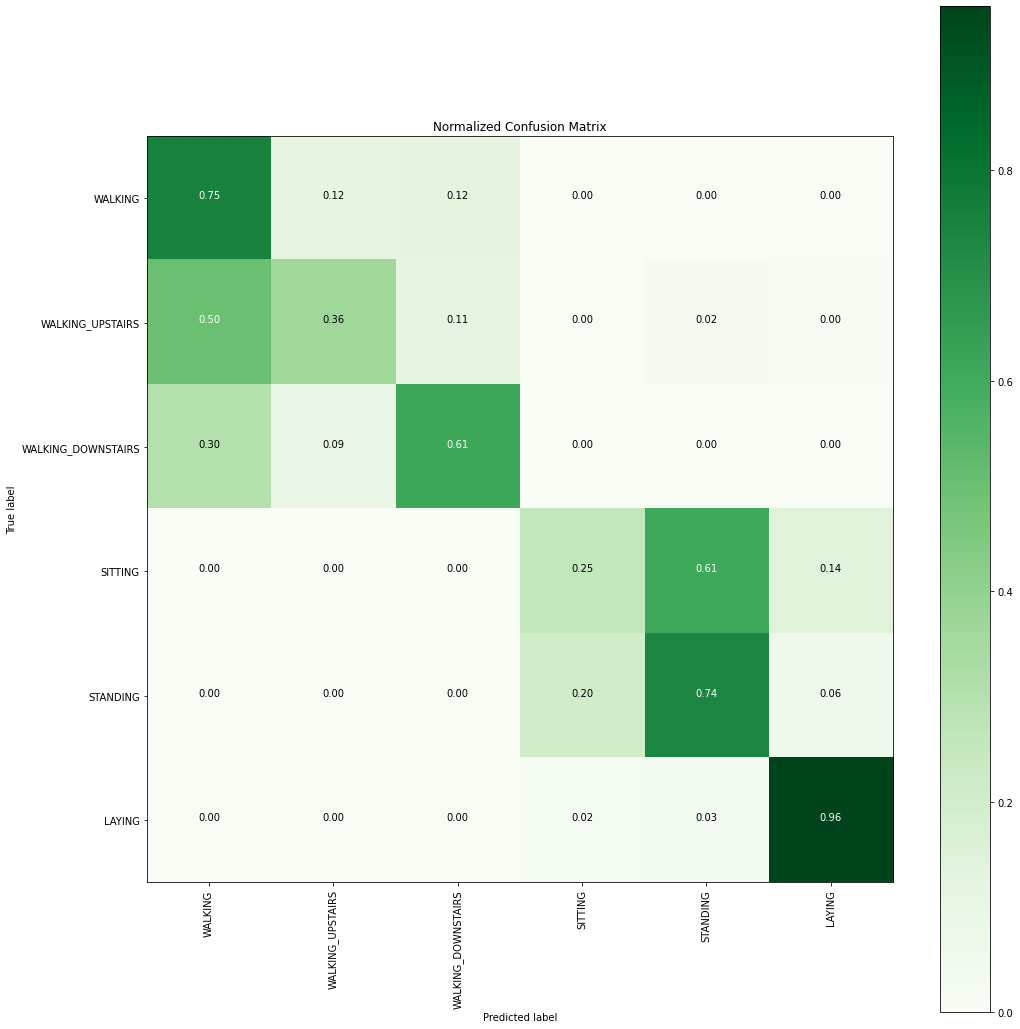 Normalized Confusion Matrix
WALKING 0.75 0.12 0.12 0.00 0.00 0.00
WALKING_UPSTAIRS 0.50 0.36 0.11 0.00 0.02 0.00
WALKING_DOWNSTAIRS 0.30 0.09 0.61 0.00 0.00 0.00
SITTING 0.00 0.00 0.00 0.25 0.61 0.14
STANDING 0.00 0.00 0.00 0.20 0.74 0.06
LAYING 0.00 0.00 0.00 0.02 0.03 0.96
True label
WALKING
WALKING_UPSTAIRS
WALKING_DOWNSTAIRS
SITTING
STANDING
LAYING
Predicted label
0.8
0.6
0.4
0.2
0.0